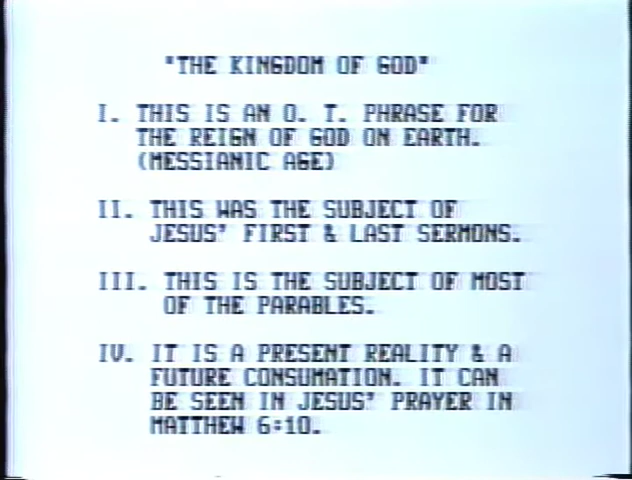 "THE KINGDOM OF GOD"
I. THIS IS AN O. T. PHRASE FOR
THE REIGN OF GOD ON EARTH.
(MESSIANIC AGE)
II. THIS WAS THE SUBJECT OF
JESUS' FIRST & LAST SERMONS.
III. THIS IS THE SUBJECT OF MOST
OF THE PARABLES.
IV. IT IS A PRESENT REALITY & A
FUTURE CONSUMATION. IT CAN
BE SEEN IN JESUS' PRAYER IN
MATTHEW 6:10.